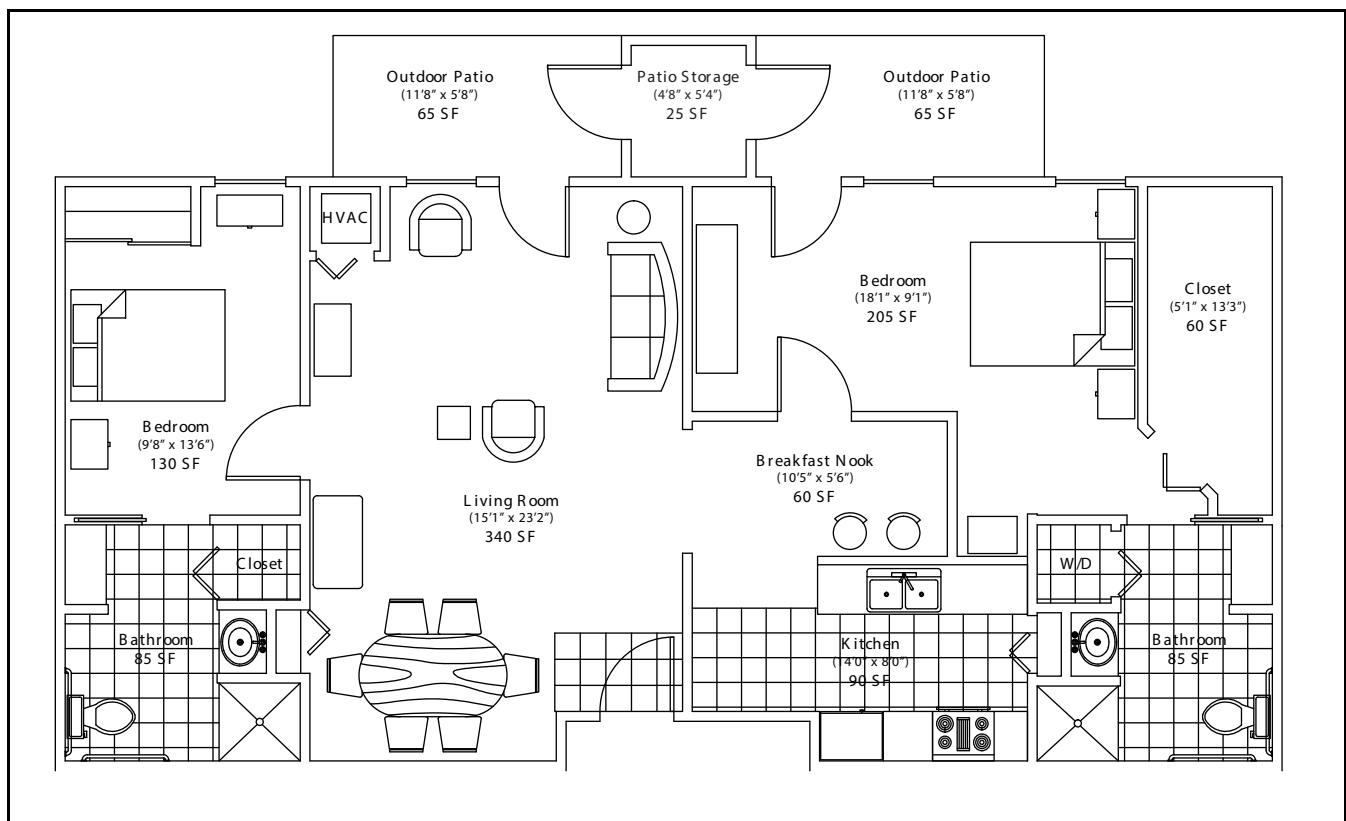 Outdoor Patio
(11'8" x 5'8")
65 SF
Patio Storage
(4'8" x 5'4")
25 SF
Outdoor Patio
(11'8" x 5'8")
65 SF
HVAC
Bedroom
(18'1" x 9'1")
205 SF
Closet
(5'1" x 13'3")
60 SF
Bedroom
(9'8" x 13'6")
130 SF
Living Room
(15'1" x 23'2")
340 SF
Breakfast Nook
(10'5" x 5'6")
60 SF
Closet
W/D
Bathroom
85 SF
Kitchen
(14'0" x 8'0")
90 SF
Bathroom
85 SF